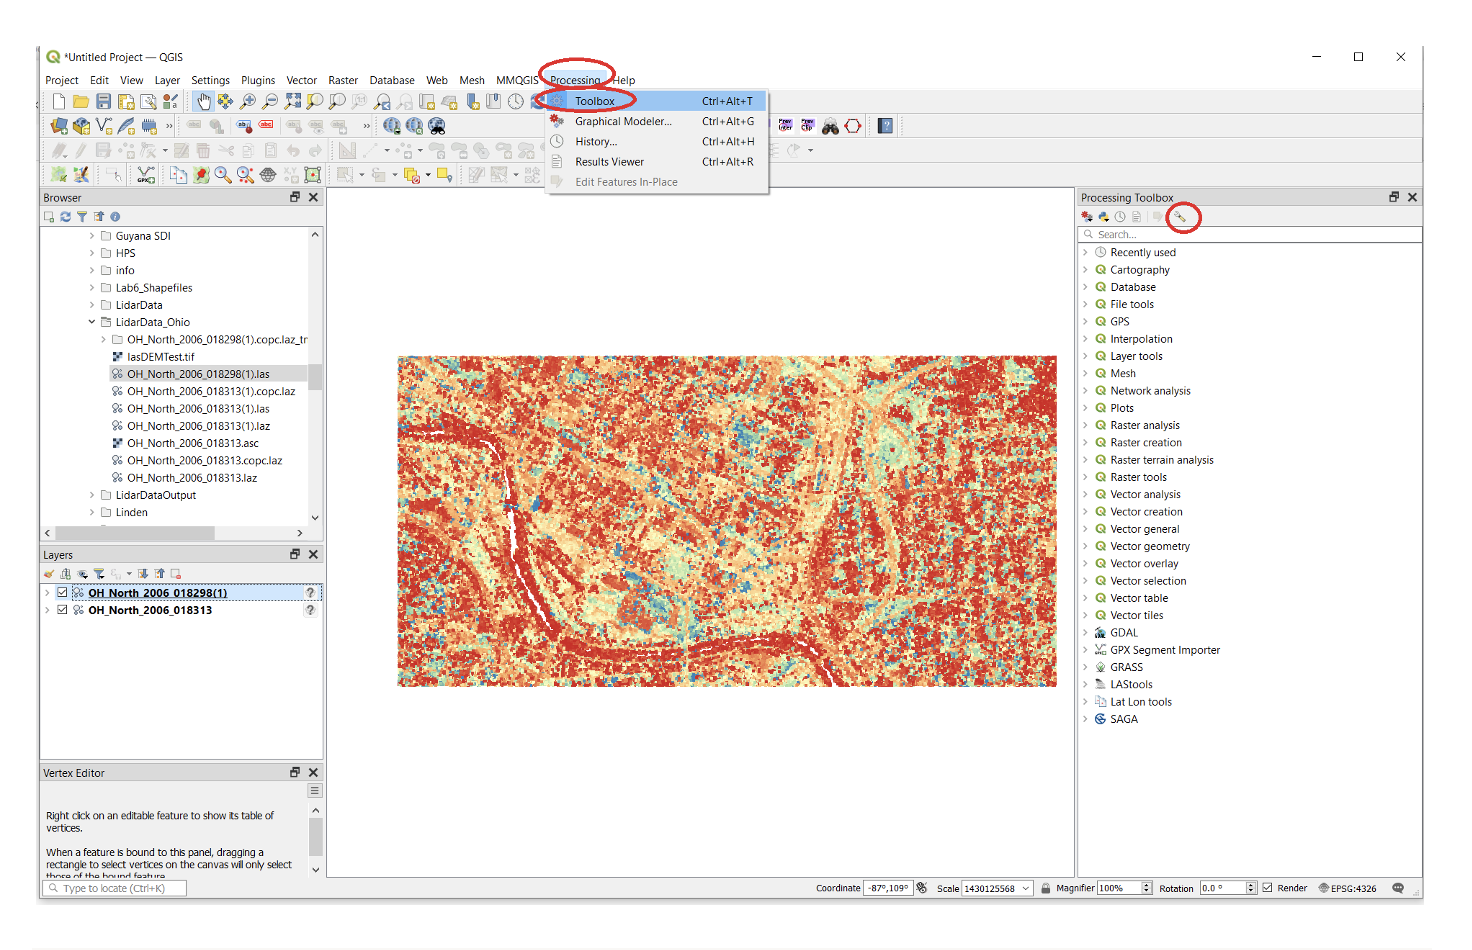 *Untitled Project — QGIS
Project Edit View Layer Settings Plugins Vector Raster Database Web Mesh MMQGIS Processing Help
Toolbox Ctrl+Alt+T
Graphical Modeler... Ctrl+Alt+G
History... Ctrl+Alt+H
Results Viewer Ctrl+Alt+R
Edit Features In-Place
Browser
Guyana SDI
HPS
info
Lab6_Shapefiles
LidarData
LidarData_Ohio
OH_North_2006_018298(1).copc.laz_tr
lasDEMTest.tif
OH_North_2006_018298(1).las
OH_North_2006_018313(1).copc.laz
OH_North_2006_018313(1).las
OH_North_2006_018313(1).laz
OH_North_2006_018313.asc
OH_North_2006_018313.copc.laz
OH_North_2006_018313.laz
LidarDataOutput
Linden
Layers
OH_North_2006_018298(1)
OH_North_2006_018313
Vertex Editor
Right click on an editable feature to show its table of
vertices.
When a feature is bound to this panel, dragging a
rectangle to select vertices on the canvas will only select
those of the bound feature.
Processing Toolbox
Search...
Recently used
Cartography
Database
File tools
GPS
Interpolation
Layer tools
Mesh
Network analysis
Plots
Raster analysis
Raster creation
Raster terrain analysis
Raster tools
Vector analysis
Vector creation
Vector general
Vector geometry
Vector overlay
Vector selection
Vector table
Vector tiles
GDAL
GPX Segment Importer
GRASS
LAStools
Lat Lon tools
SAGA
Type to locate (Ctrl+K)
Coordinate -87°,109° Scale 1430125568 Magnifier 100% Rotation 0.0 ° Render EPSG:4326